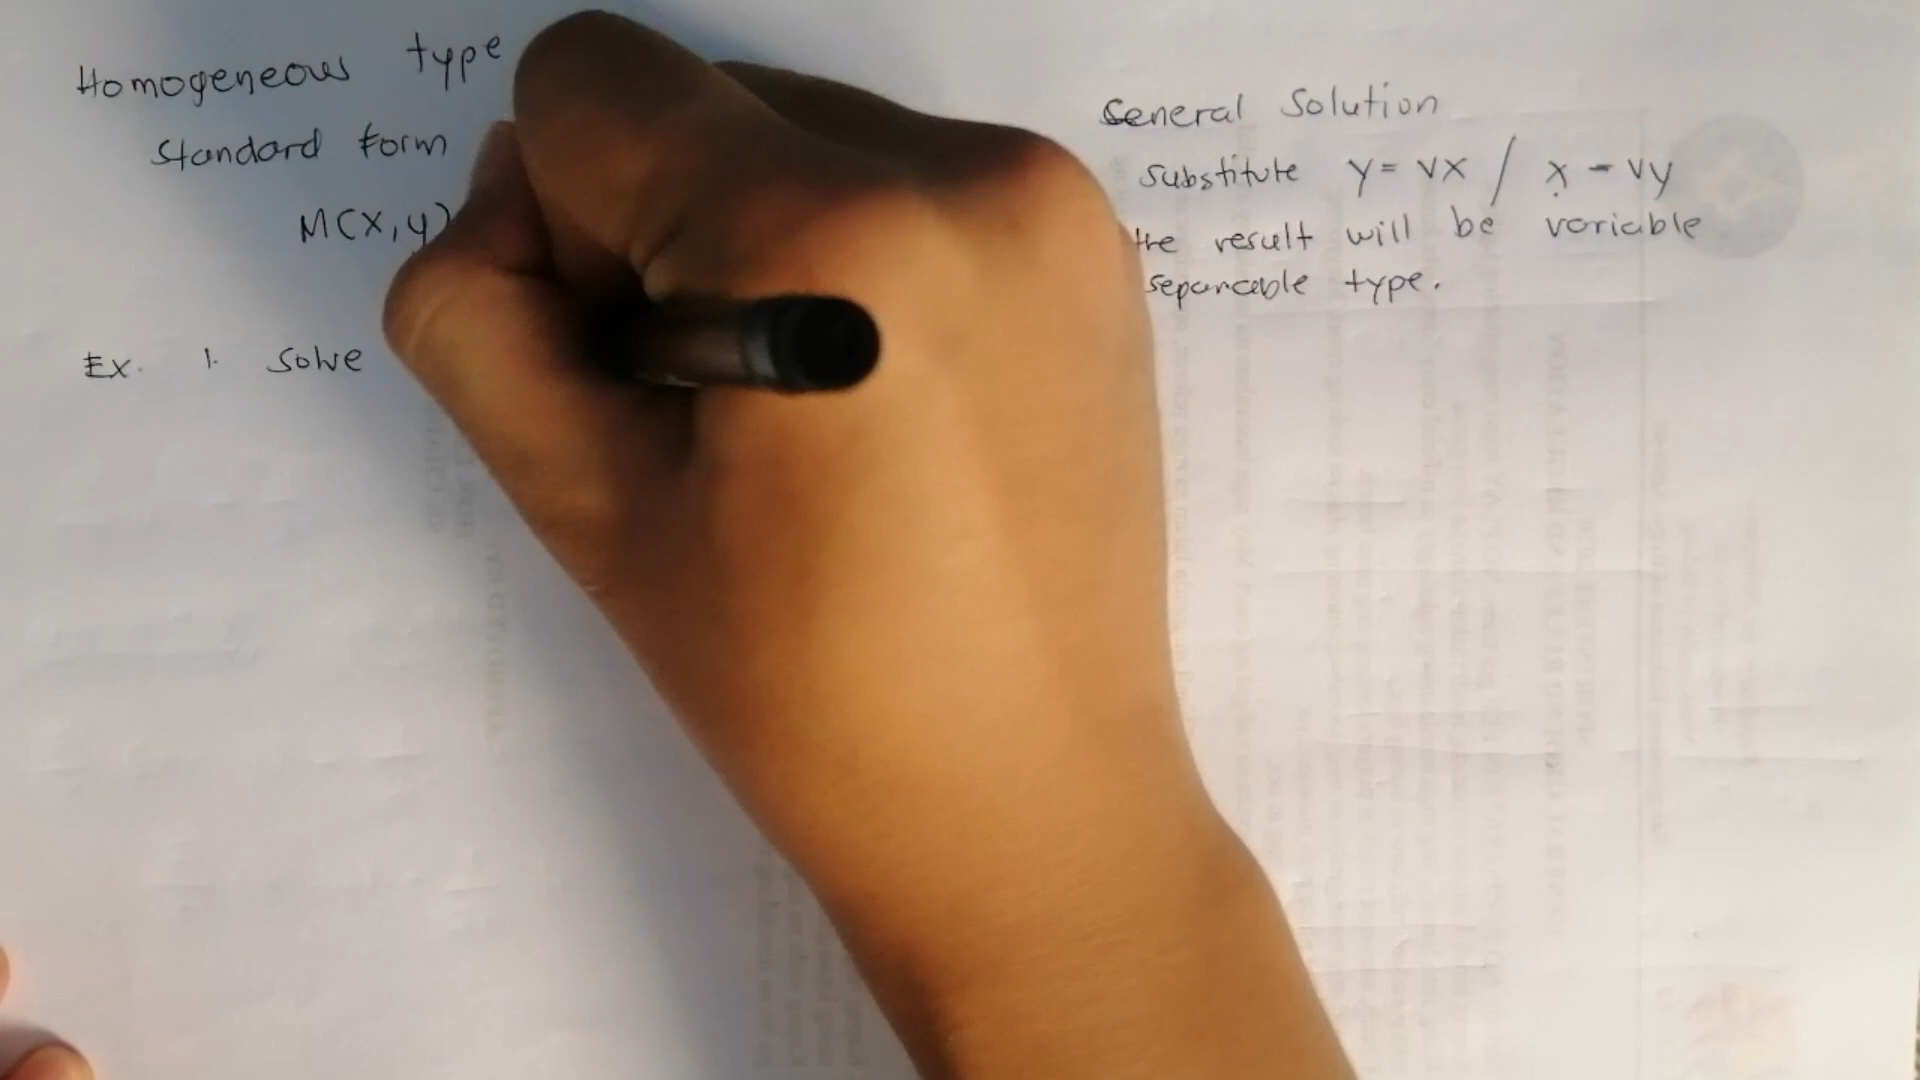 Homogeneous type
Standard form
M(x,y)
Ex. 1. Solve
General Solution
Substitute y = vx / x = vy
the result will be variable
separable type.